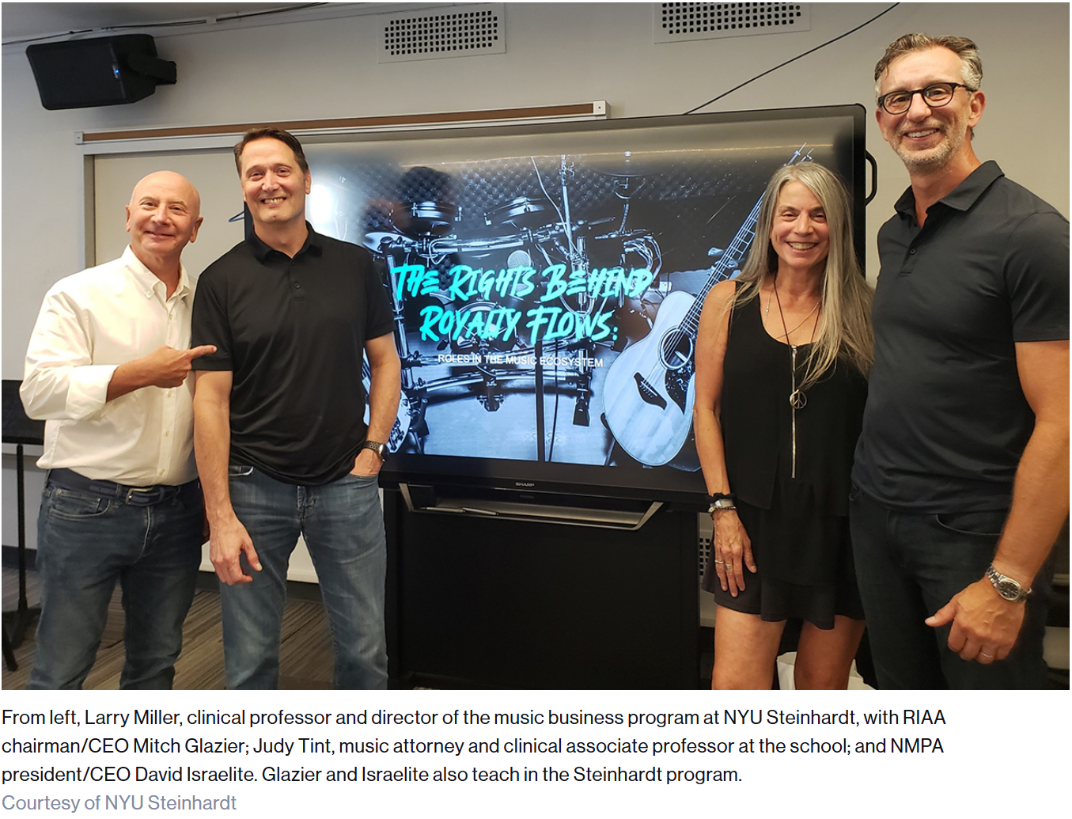 THE RIGHTS BEHIND
ROYALTY FLOWS:
ROLES IN THE MUSIC ECOSYSTEM
SHARP
From left, Larry Miller, clinical professor and director of the music business program at NYU Steinhardt, with RIAA
chairman/CEO Mitch Glazier; Judy Tint, music attorney and clinical associate professor at the school; and NMPA
president/CEO David Israelite. Glazier and Israelite also teach in the Steinhardt program.
Courtesy of NYU Steinhardt